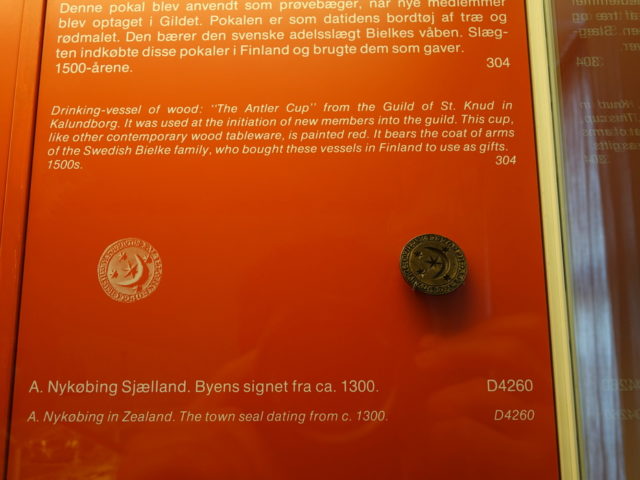 Denne pokal blev anvendt som prøvebæger, når nye medlemmer
blev optaget i Gildet. Pokalen er som datidens bordtøj af træ og
rødmalet. Den bærer den svenske adelsslægt Bielkes våben. Slæg-
ten indkøbte disse pokaler i Finland og brugte dem som gaver.
1500-årene. 304
Drinking-vessel of wood: "The Antler Cup" from the Guild of St. Knud in
Kalundborg. It was used at the initiation of new members into the guild. This cup,
like other contemporary wood tableware, is painted red. It bears the coat of arms
of the Swedish Bielke family, who bought these vessels in Finland to use as gifts.
1500s. 304
A. Nykøbing Sjælland. Byens signet fra ca. 1300. D4260
A. Nykøbing in Zealand. The town seal dating from c. 1300. D4260